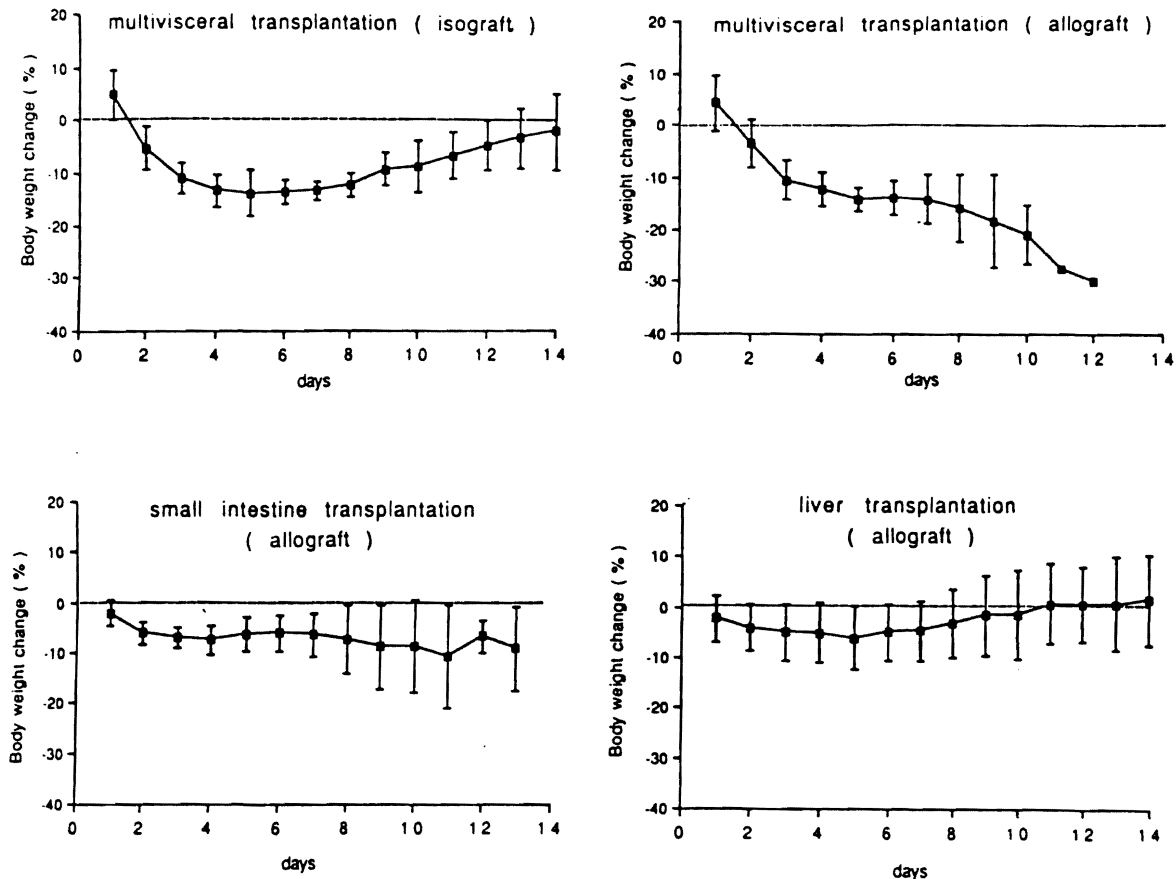 multivisceral transplantation ( isograft )
Body weight change ( % )
20
10
0
-10
-20
-30
-40
0 2 4 6 8 10 12 14
days
multivisceral transplantation ( allograft )
Body weight change ( % )
20
10
0
-10
-20
-30
-40
0 2 4 6 8 10 12 14
days
small intestine transplantation
( allograft )
Body weight change ( % )
20
10
0
-10
-20
-30
-40
0 2 4 6 8 10 12 14
days
liver transplantation
( allograft )
Body weight change ( % )
20
10
0
-10
-20
-30
-40
0 2 4 6 8 10 12 14
days